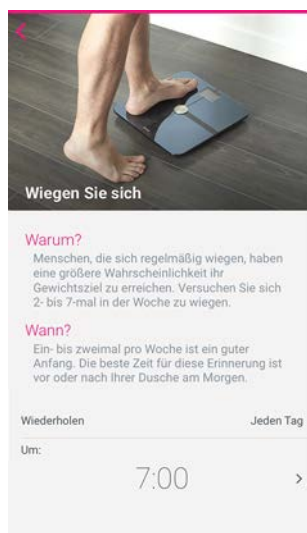 Wiegen Sie sich
Warum?
Menschen, die sich regelmäßig wiegen, haben
eine größere Wahrscheinlichkeit ihr
Gewichtsziel zu erreichen. Versuchen Sie sich
2- bis 7-mal in der Woche zu wiegen.
Wann?
Ein- bis zweimal pro Woche ist ein guter
Anfang. Die beste Zeit für diese Erinnerung ist
vor oder nach Ihrer Dusche am Morgen.
Wiederholen Jeden Tag
Um:
7:00